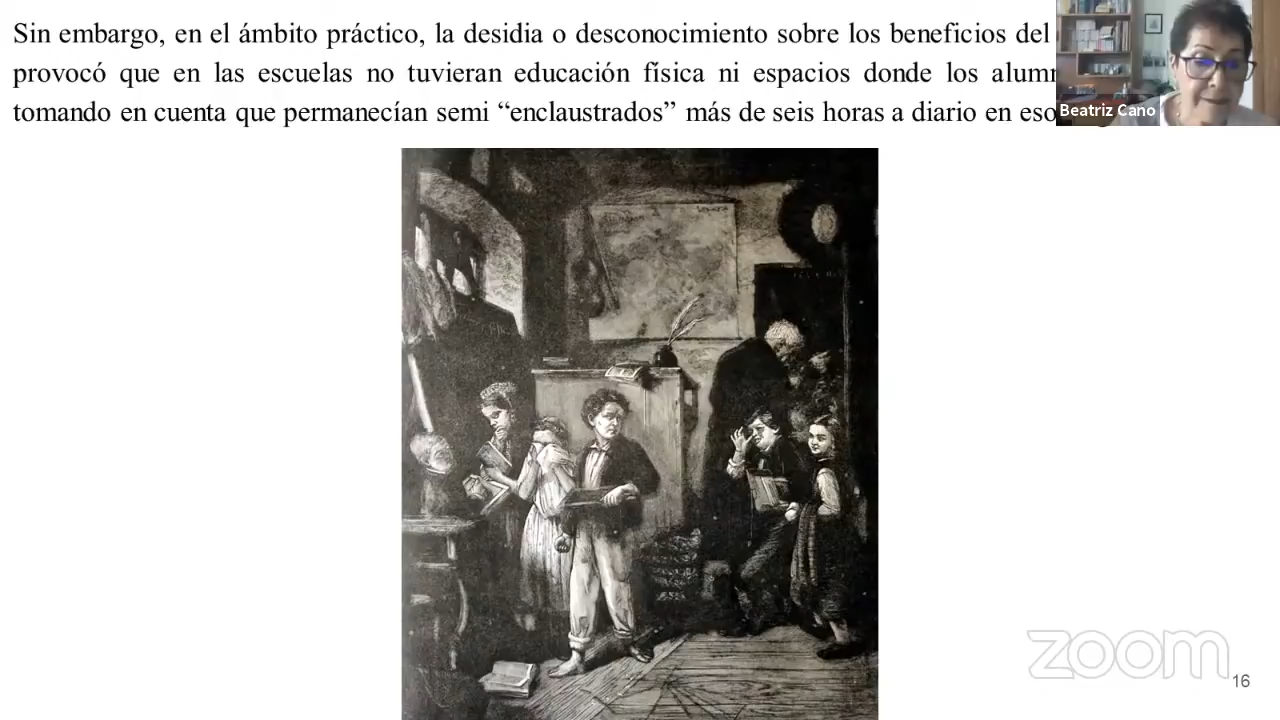 Sin embargo, en el ámbito práctico, la desidia o desconocimiento sobre los beneficios del
provocó que en las escuelas no tuvieran educación física ni espacios donde los
tomando en cuenta que permanecían semi “enclaustrados” más de seis horas a diario en
Beatriz Cano
zoom
16